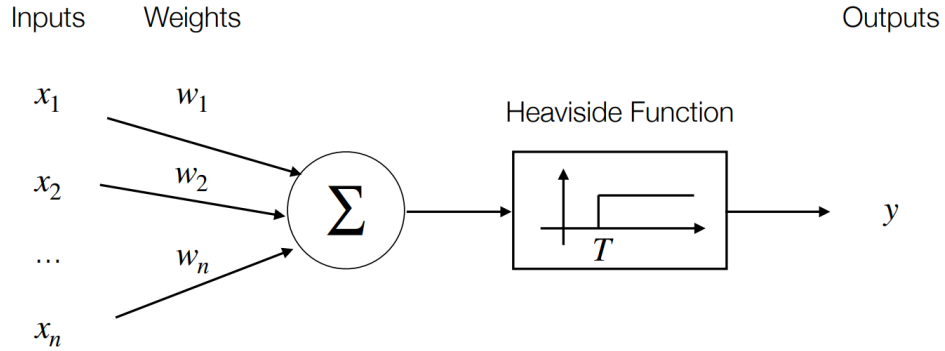 Inputs Weights Outputs
x₁ w₁
Heaviside Function
x₂ w₂
Σ
y
T
... wₙ
xₙ